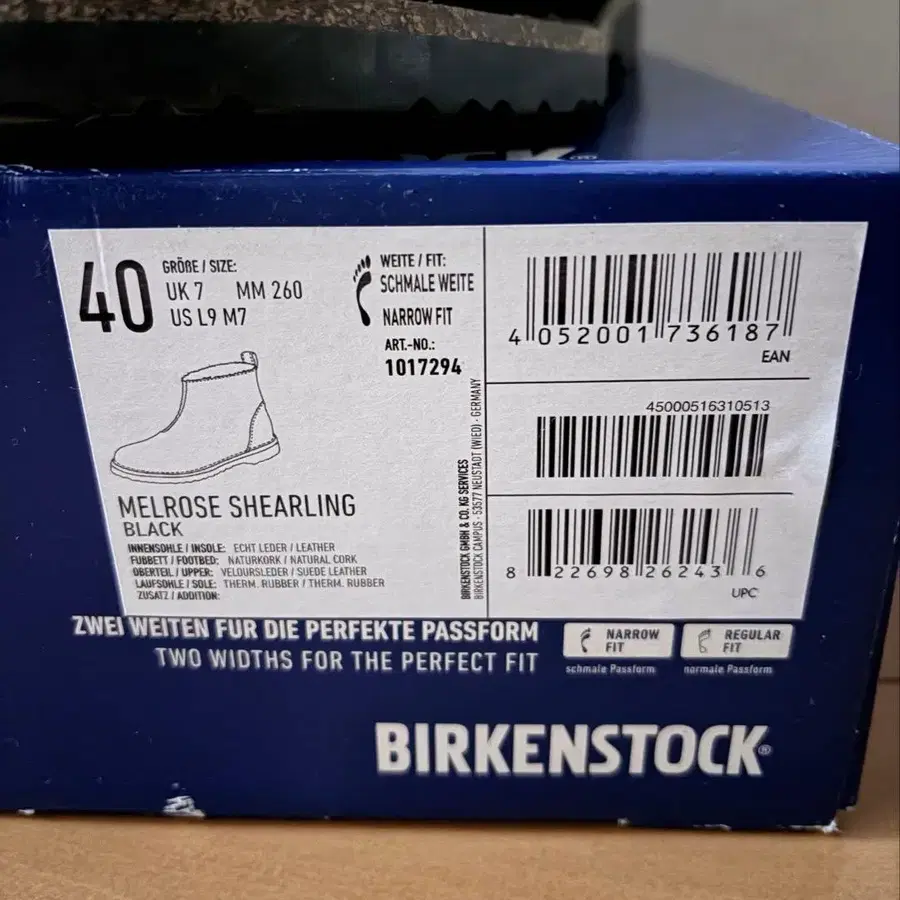 40
GRÖẞE / SIZE:
UK 7 MM 260
US L9 M7
WEITE / FIT:
SCHMALE WEITE
NARROW FIT
ART.-NO.:
1017294
MELROSE SHEARLING
BLACK
INNENSOHLE / INSOLE: ECHT LEDER / LEATHER
FUßBETT / FOOTBED: NATURKORK / NATURAL CORK
OBERTEIL / UPPER: VELOURSLEDER / SUEDE LEATHER
LAUFSOHLE / SOLE: THERM. RUBBER / THERM. RUBBER
ZUSATZ / ADDITION:
BIRKENSTOCK GMBH & CO. KG SERVICES
BIRKENSTOCK CAMPUS · 53577 NEUSTADT (WIED) · GERMANY
4 052001 736187
EAN
45000516310513
8 22698 26243 6
UPC
ZWEI WEITEN FÜR DIE PERFEKTE PASSFORM
TWO WIDTHS FOR THE PERFECT FIT
NARROW
FIT
schmale Passform
REGULAR
FIT
normale Passform
BIRKENSTOCK®